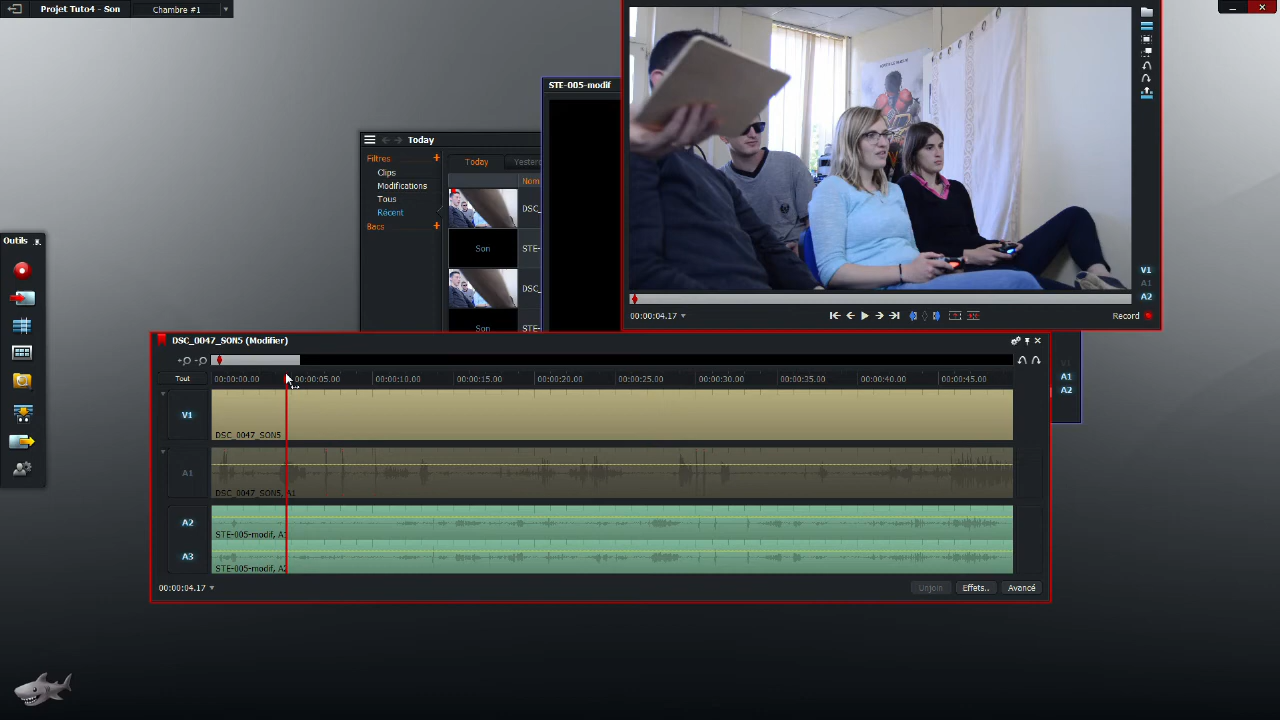 Projet Tuto4 - Son
Chambre #1
STE-005-modif
Today
Filtres +
Clips
Modifications
Tous
Récent
Bacs +
Today
Nom
DSC_
Son
STE-
DSC_
STE-
V1
A1
A2
00:00:04.17
Record
Outils
DSC_0047_SON5 (Modifier)
Tout
00:00:00.00 00:00:05.00 00:00:10.00 00:00:15.00 00:00:20.00 00:00:25.00 00:00:30.00 00:00:35.00 00:00:40.00 00:00:45.00
V1
DSC_0047_SON5
A1
DSC_0047_SON5, A1
A2
STE-005-modif, A1
A3
STE-005-modif, A2
V1
A1
A2
00:00:04.17
Unjoin
Effets..
Avancé